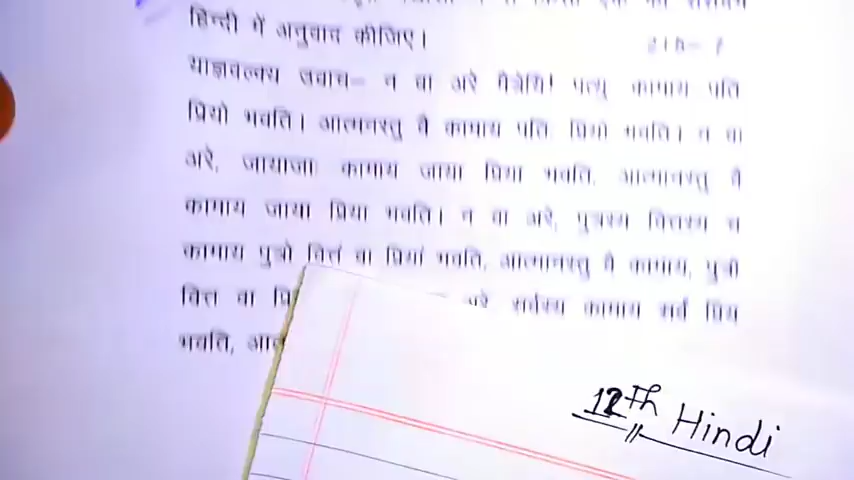 हिन्दी में अनुवाद कीजिए।
याज्ञवल्क्य उवाच– न वा अरे मैत्रेयि! पत्युः कामाय पति
प्रियो भवति। आत्मनस्तु वै कामाय पतिः प्रियो भवति। न वा
अरे, जायायाः कामाय जाया प्रिया भवति, आत्मनस्तु वै
कामाय जाया प्रिया भवति। न वा अरे, पुत्रस्य वित्तस्य च
कामाय पुत्रो वित्तं वा प्रियं भवति, आत्मनस्तु वै कामाय, पुत्रो
वित्तं वा अरे सर्वस्य कामाय सर्वं प्रियं
भवति,
12Th Hindi